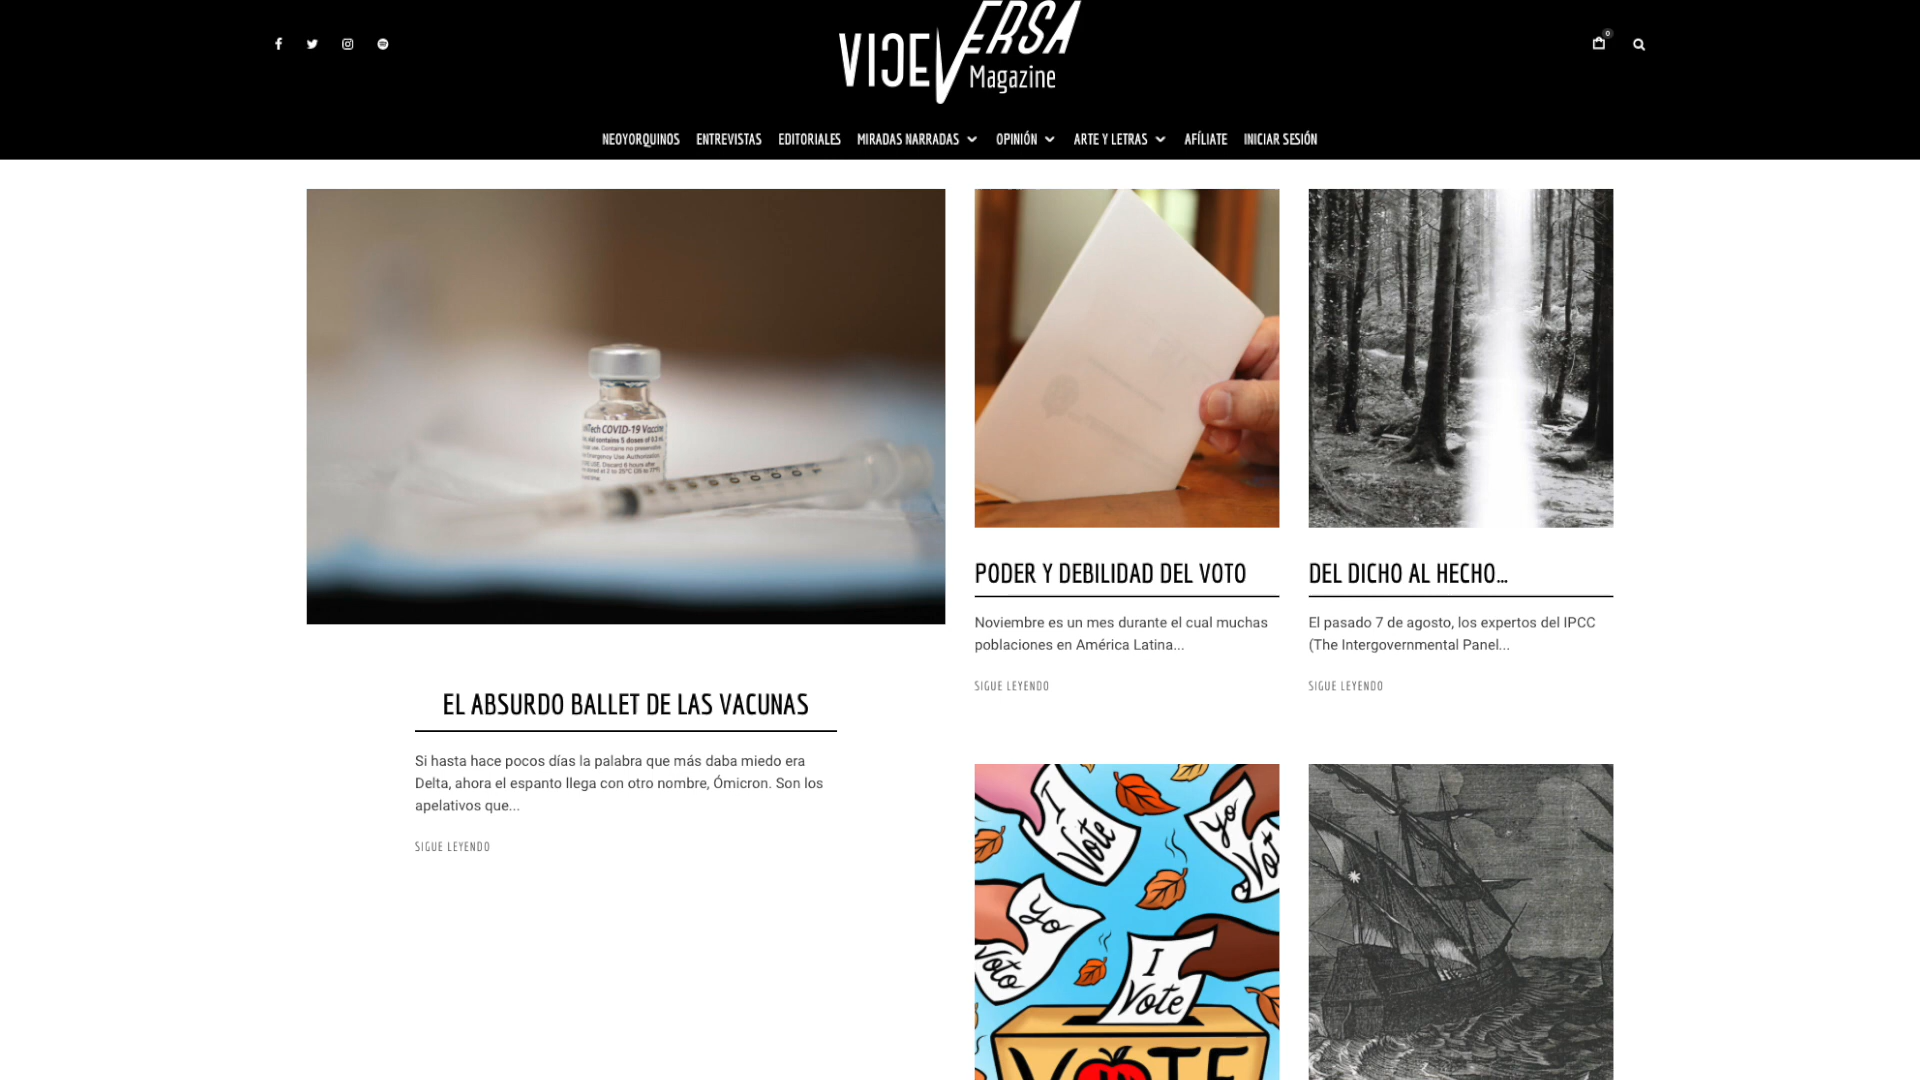 VICEVERSA
Magazine
0
NEOYORQUINOS ENTREVISTAS EDITORIALES MIRADAS NARRADAS OPINIÓN ARTE Y LETRAS AFÍLIATE INICIAR SESIÓN
COVID-19 Vaccine
PODER Y DEBILIDAD DEL VOTO
Noviembre es un mes durante el cual muchas
poblaciones en América Latina...
SIGUE LEYENDO
DEL DICHO AL HECHO...
El pasado 7 de agosto, los expertos del IPCC
(The Intergovernmental Panel...
SIGUE LEYENDO
EL ABSURDO BALLET DE LAS VACUNAS
Si hasta hace pocos días la palabra que más daba miedo era
Delta, ahora el espanto llega con otro nombre, Ómicron. Son los
apelativos que...
SIGUE LEYENDO
I
Vote
Yo
Voto
Yo
Voto
I
Vote
VOTE